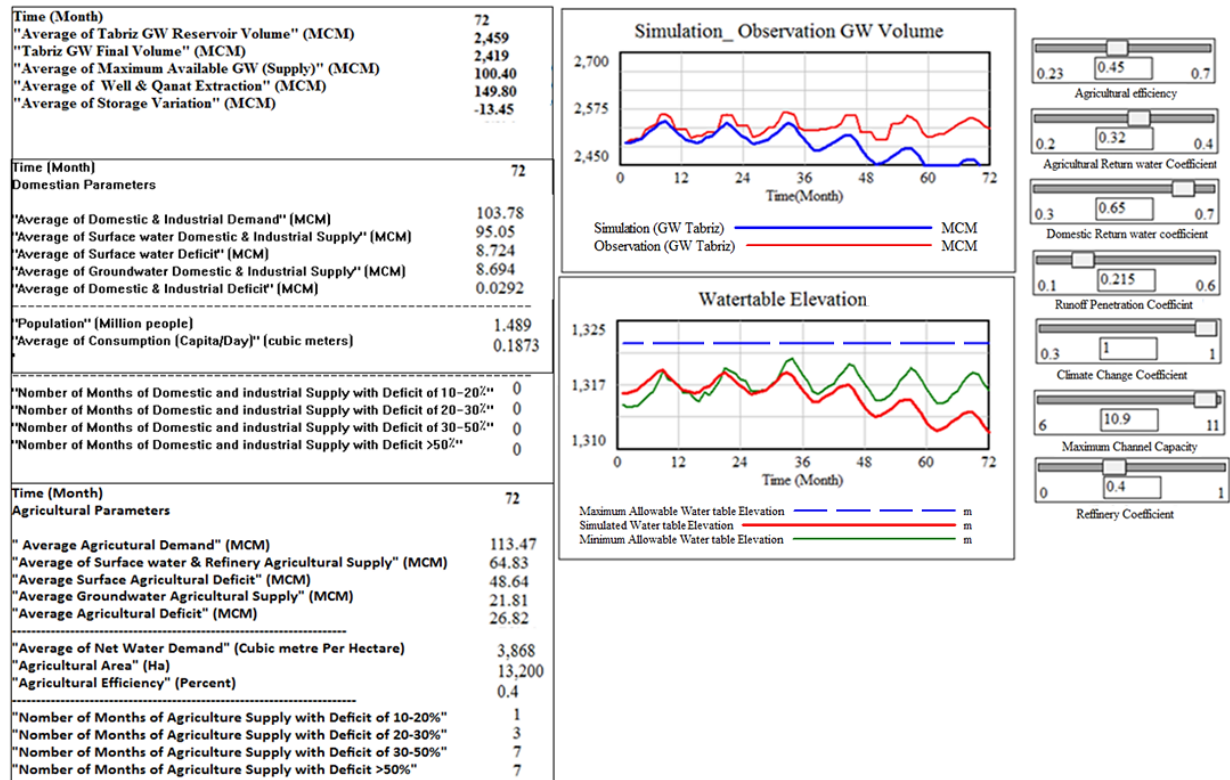 Time (Month) 72
"Average of Tabriz GW Reservoir Volume" (MCM) 2,459
"Tabriz GW Final Volume" (MCM) 2,419
"Average of Maximum Available GW (Supply)" (MCM) 100.40
"Average of Well & Qanat Extraction" (MCM) 149.80
"Average of Storage Variation" (MCM) -13.45
Time (Month) 72
Domestian Parameters
"Average of Domestic & Industrial Demand" (MCM) 103.78
"Average of Surface water Domestic & Industrial Supply" (MCM) 95.05
"Average of Surface water Deficit" (MCM) 8.724
"Average of Groundwater Domestic & Industrial Supply" (MCM) 8.694
"Average of Domestic & Industrial Deficit" (MCM) 0.0292
"Population" (Million people) 1.489
"Average of Consumption (Capita/Day)" (cubic meters) 0.1873
"Nomber of Months of Domestic and industrial Supply with Deficit of 10-20%" 0
"Nomber of Months of Domestic and industrial Supply with Deficit of 20-30%" 0
"Nomber of Months of Domestic and industrial Supply with Deficit of 30-50%" 0
"Nomber of Months of Domestic and industrial Supply with Deficit >50%" 0
Time (Month) 72
Agricultural Parameters
" Average Agricutural Demand" (MCM) 113.47
"Average of Surface water & Refinery Agricultural Supply" (MCM) 64.83
"Average Surface Agricultural Deficit" (MCM) 48.64
"Average Groundwater Agricultural Supply" (MCM) 21.81
"Average Agricultural Deficit" (MCM) 26.82
"Average of Net Water Demand" (Cubic metre Per Hectare) 3,868
"Agricultural Area" (Ha) 13,200
"Agricultural Efficiency" (Percent) 0.4
"Nomber of Months of Agriculture Supply with Deficit of 10-20%" 1
"Nomber of Months of Agriculture Supply with Deficit of 20-30%" 3
"Nomber of Months of Agriculture Supply with Deficit of 30-50%" 7
"Nomber of Months of Agriculture Supply with Deficit >50%" 7
Simulation_ Observation GW Volume
2,700
2,575
2,450
0 12 24 36 48 60 72
Time(Month)
Simulation (GW Tabriz) MCM
Observation (GW Tabriz) MCM
Watertable Elevation
1,325
1,317
1,310
0 12 24 36 48 60 72
Time (Month)
Maximum Allowable Water table Elevation m
Simulated Water table Elevation m
Minimum Allowable Water table Elevation m
0.23 0.45 0.7
Agricultural efficiency
0.2 0.32 0.4
Agricultural Return water Coefficient
0.3 0.65 0.7
Domestic Return water coefficient
0.1 0.215 0.6
Runoff Penetration Coefficint
0.3 1 1
Climate Change Coefficient
6 10.9 11
Maximum Channel Capacity
0 0.4 1
Reffinery Coefficient